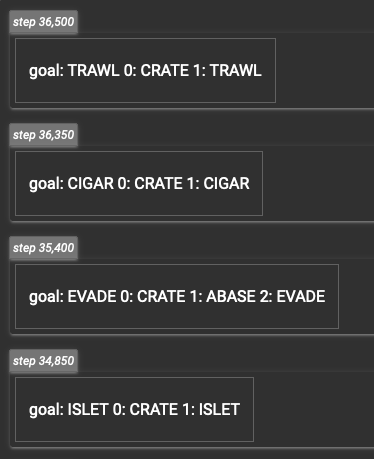 step 36,500
goal: TRAWL 0: CRATE 1: TRAWL
step 36,350
goal: CIGAR 0: CRATE 1: CIGAR
step 35,400
goal: EVADE 0: CRATE 1: ABASE 2: EVADE
step 34,850
goal: ISLET 0: CRATE 1: ISLET